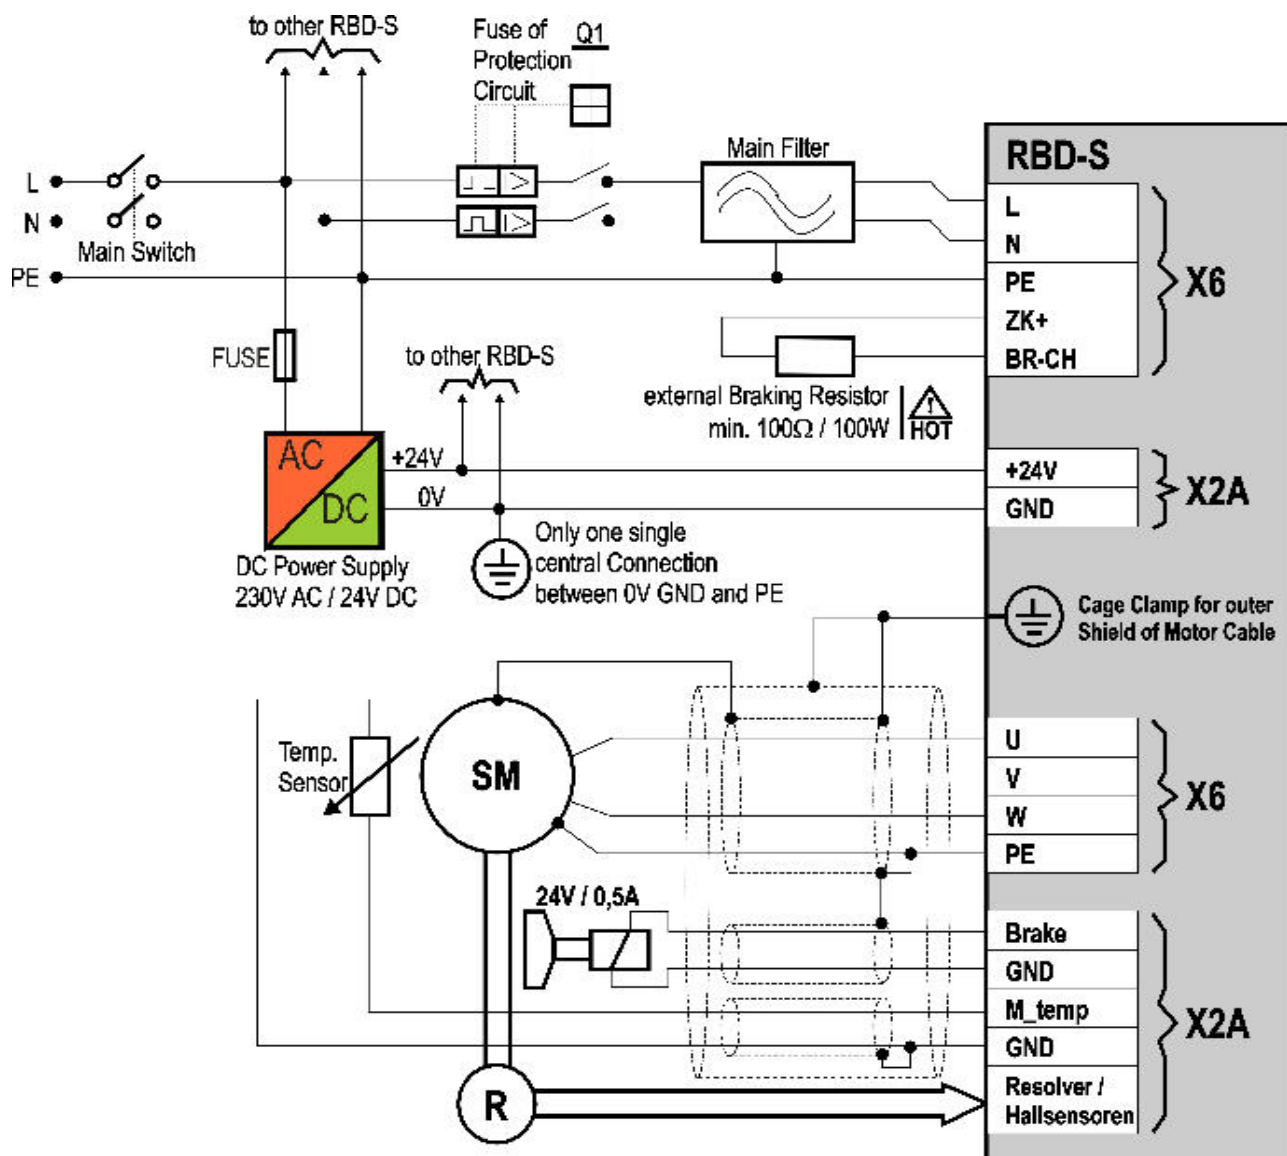 to other RBD-S
Fuse of
Protection
Circuit
Q1
Main Filter
RBD-S
L
N
Main Switch
PE
L
N
PE
ZK+
BR-CH
X6
FUSE
to other RBD-S
external Braking Resistor
min. 100Ω / 100W
HOT
AC
DC
+24V
0V
+24V
GND
X2A
DC Power Supply
230V AC / 24V DC
Only one single
central Connection
between 0V GND and PE
Cage Clamp for outer
Shield of Motor Cable
Temp.
Sensor
SM
U
V
W
PE
X6
24V / 0,5A
Brake
GND
M_temp
GND
Resolver /
Hallsensoren
X2A
R